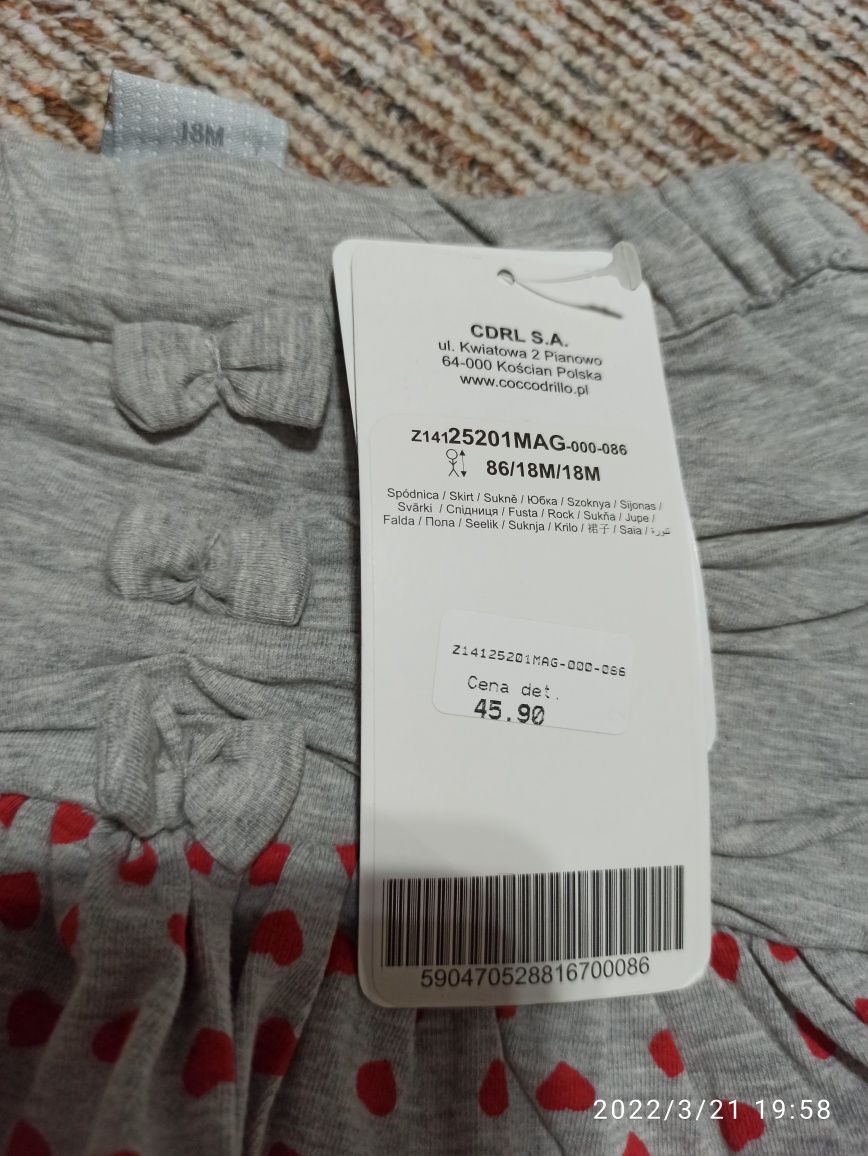 18M
CDRL S.A.
ul. Kwiatowa 2 Pianowo
64-000 Kościan Polska
www.coccodrillo.pl
Z14125201MAG-000-086
86/18M/18M
Spódnica / Skirt / Sukně / Юбка / Szoknya / Sijonas /
Svārki / Спідниця / Fusta / Rock / Sukňa / Jupe /
Falda / Пола / Seelik / Suknja / Krilo / 裙子 / Saia / تنورة
Z14125201MAG-000-086
Cena det.
45.90
590470528816700086
2022/3/21 19:58